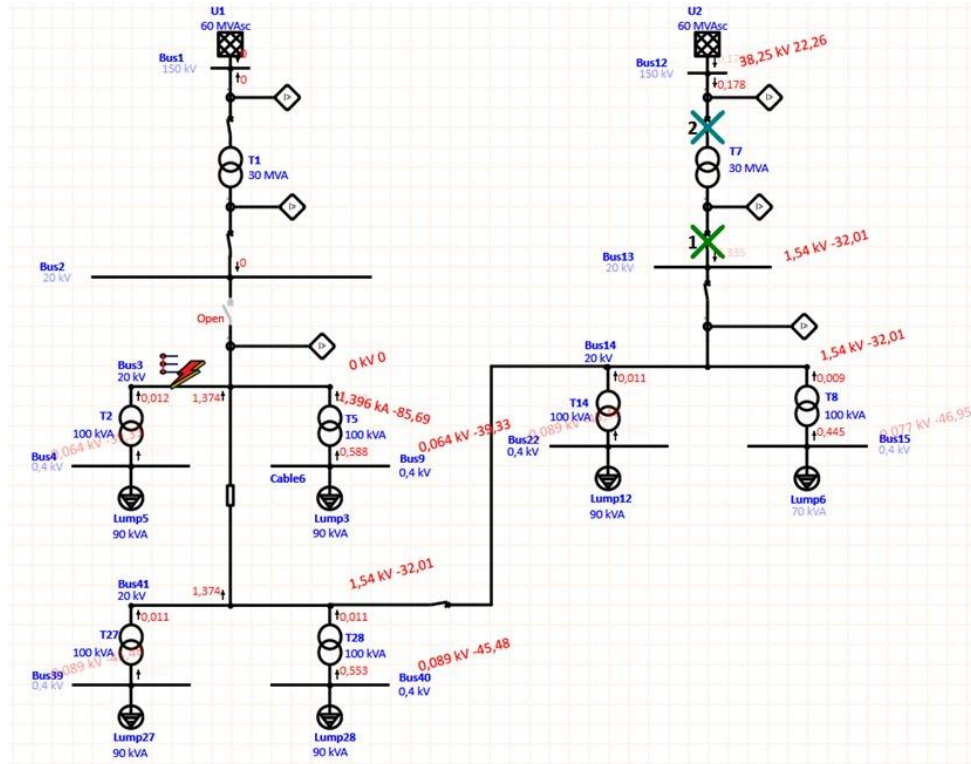 U1
60 MVAsc
Bus1
150 kV
0
T1
30 MVA
Bus2
20 kV
0
Open
U2
60 MVAsc
Bus12
150 kV
38,25 kV 22,26
0,178
2
T7
30 MVA
1
1,54 kV -32,01
Bus13
20 kV
Bus3
20 kV
0 kV 0
0,012
1,374
1,396 kA -85,69
T2
100 kVA
T5
100 kVA
0,064 kV -39,33
0,588
Bus4
0,4 kV
Bus9
0,4 kV
Cable6
Lump5
90 kVA
Lump3
90 kVA
Bus14
20 kV
1,54 kV -32,01
0,011
0,009
T14
100 kVA
T8
100 kVA
0,077 kV -46,95
0,445
Bus22
0,4 kV
Bus15
0,4 kV
Lump12
90 kVA
Lump6
70 kVA
1,54 kV -32,01
1,374
Bus41
20 kV
0,011
0,011
T27
100 kVA
T28
100 kVA
0,089 kV -45,48
0,553
Bus39
0,4 kV
Bus40
0,4 kV
Lump27
90 kVA
Lump28
90 kVA